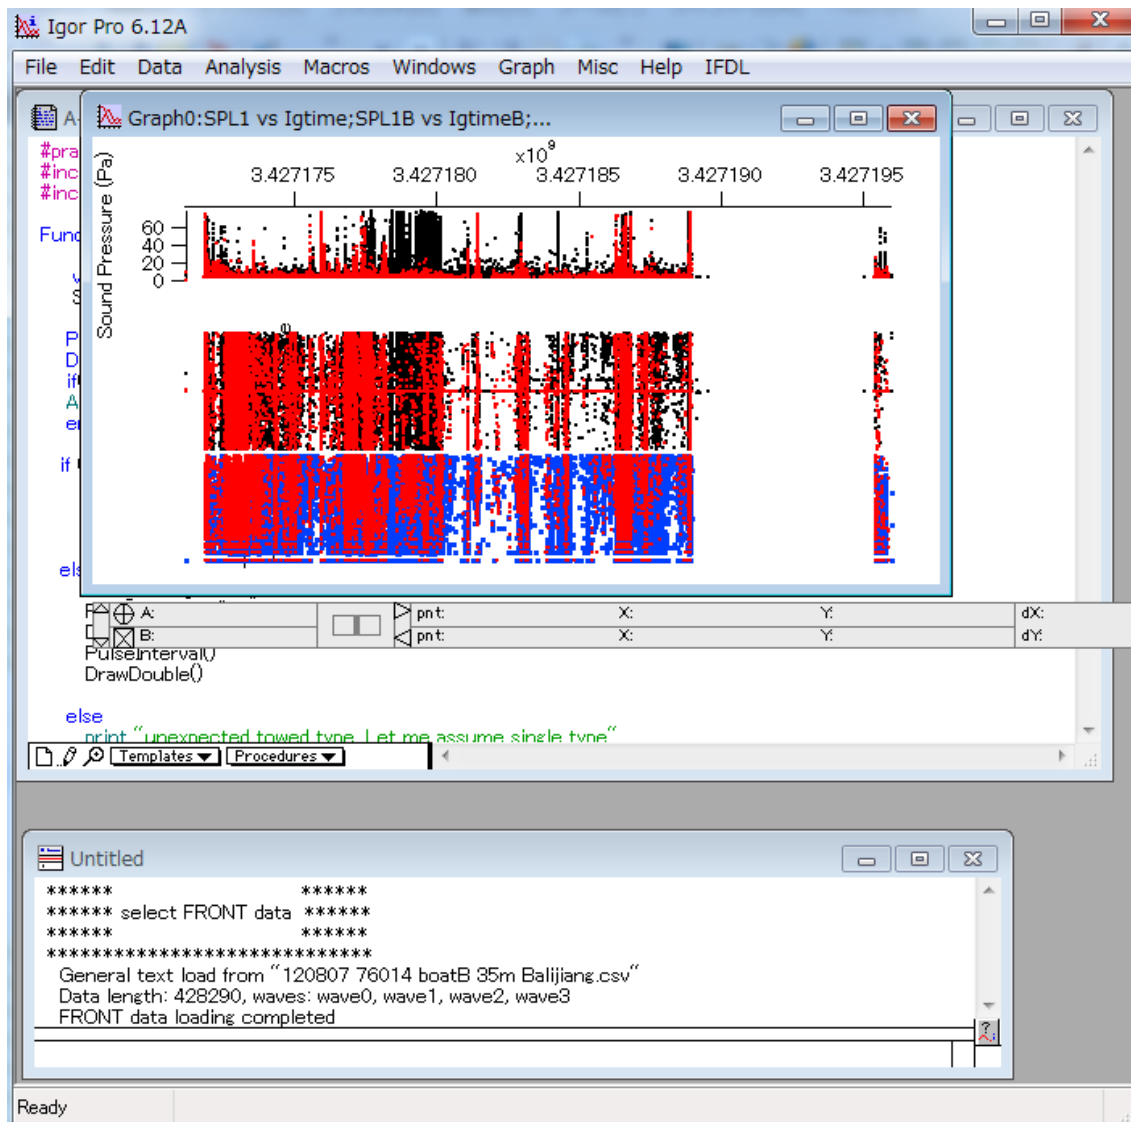 Igor Pro 6.12A
File Edit Data Analysis Macros Windows Graph Misc Help IFDL
A-
Graph0:SPL1 vs Igtime;SPL1B vs IgtimeB;...
#pra
#inc
#inc
Func
v
S
P
D
if
A
er
if
els
x10⁹
3.427175 3.427180 3.427185 3.427190 3.427195
Sound Pressure (Pa)
60
40
20
0
e
A: pnt: X: Y: dX:
B: pnt: X: Y: dY:
PulseInterval()
DrawDouble()
else
print "unexpected towed type. Let me assume single type"
Templates Procedures
Untitled
****** ******
****** select FRONT data ******
****** ******
*****************************
General text load from "120807 76014 boatB 35m Balijiang.csv"
Data length: 428290, waves: wave0, wave1, wave2, wave3
FRONT data loading completed
Ready